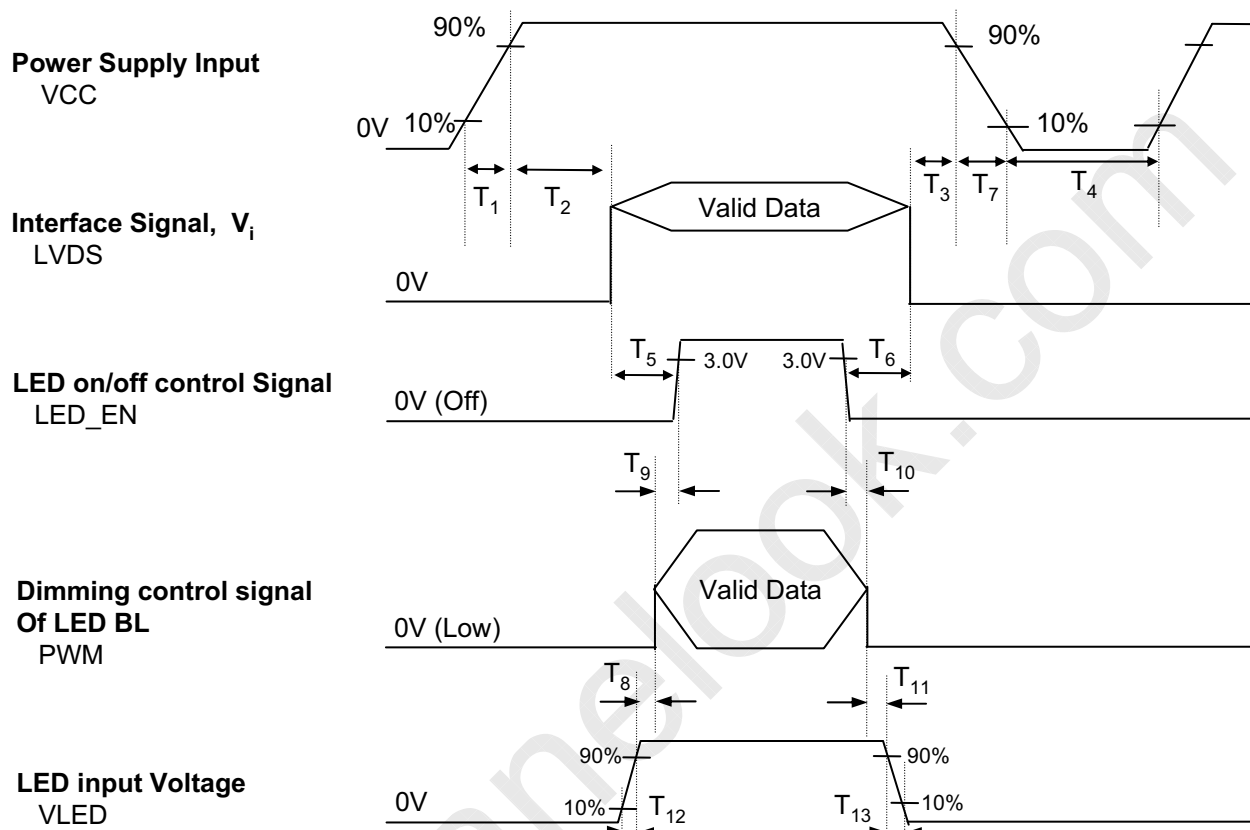 90%
90%
Power Supply Input
VCC
0V 10%
10%
T1
T2
T3
T7
T4
Interface Signal, Vi
LVDS
Valid Data
0V
T5
3.0V
3.0V
T6
LED on/off control Signal
LED_EN
0V (Off)
T9
T10
Dimming control signal
Of LED BL
PWM
Valid Data
0V (Low)
T8
T11
LED input Voltage
VLED
90%
90%
0V
10%
T12
T13
10%
anelook.com